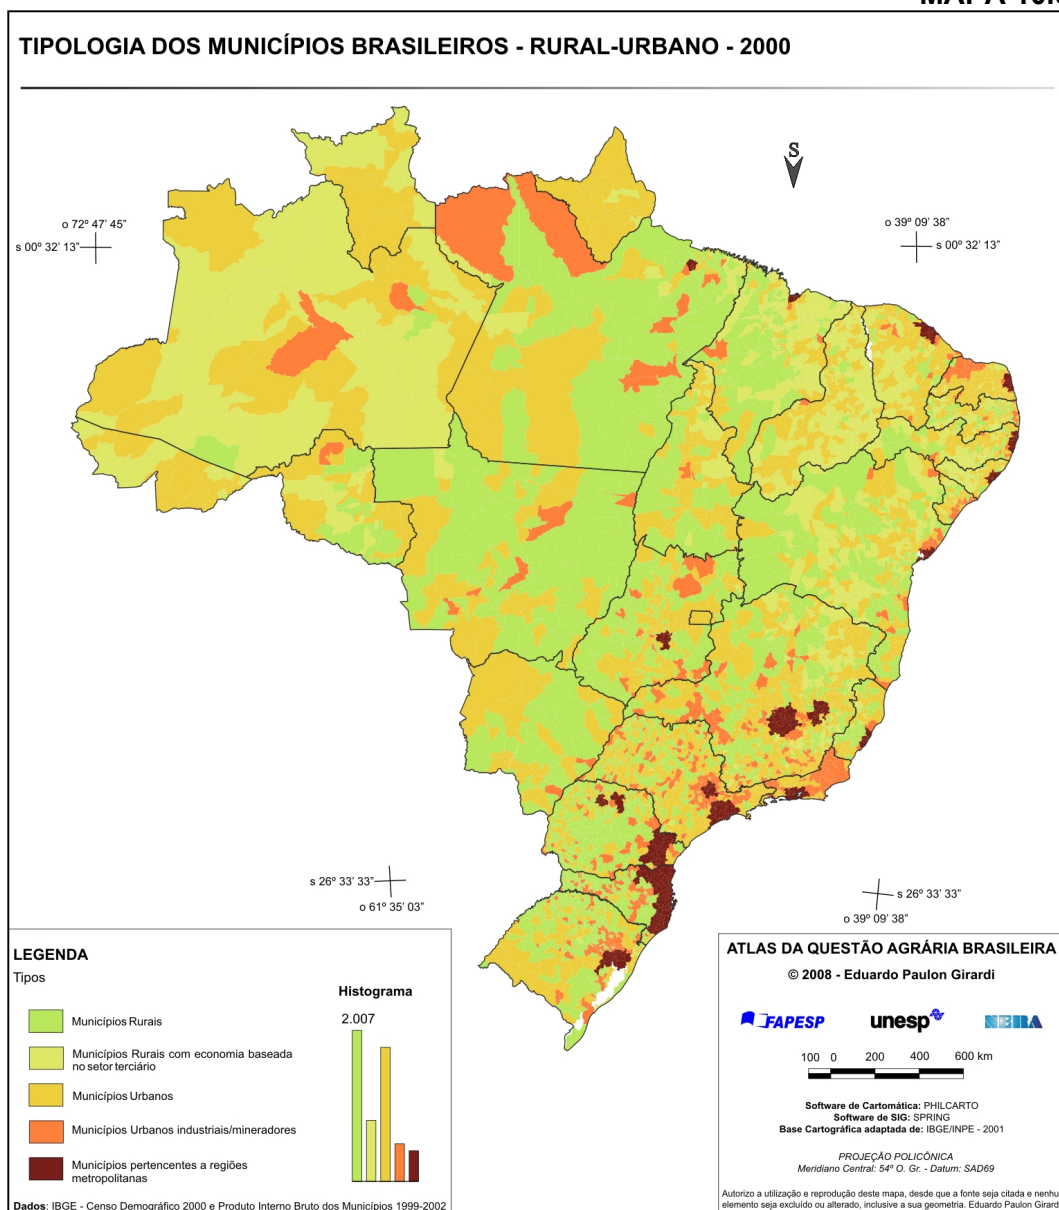 TIPOLOGIA DOS MUNICÍPIOS BRASILEIROS - RURAL-URBANO - 2000
S
o 72º 47' 45"
s 00º 32' 13"
o 39º 09' 38"
s 00º 32' 13"
s 26º 33' 33"
o 61º 35' 03"
s 26º 33' 33"
o 39º 09' 38"
LEGENDA
Tipos
Municípios Rurais
Municípios Rurais com economia baseada
no setor terciário
Municípios Urbanos
Municípios Urbanos industriais/mineradores
Municípios pertencentes a regiões
metropolitanas
Histograma
2.007
Dados: IBGE - Censo Demográfico 2000 e Produto Interno Bruto dos Municípios 1999-2002
ATLAS DA QUESTÃO AGRÁRIA BRASILEIRA
© 2008 - Eduardo Paulon Girardi
FAPESP
unesp
NERA
100 0 200 400 600 km
Software de Cartomática: PHILCARTO
Software de SIG: SPRING
Base Cartográfica adaptada de: IBGE/INPE - 2001
PROJEÇÃO POLICÔNICA
Meridiano Central: 54º O. Gr. - Datum: SAD69
Autorizo a utilização e reprodução deste mapa, desde que a fonte seja citada e nenhu
elemento seja excluído ou alterado, inclusive a sua geometria. Eduardo Paulon Girard